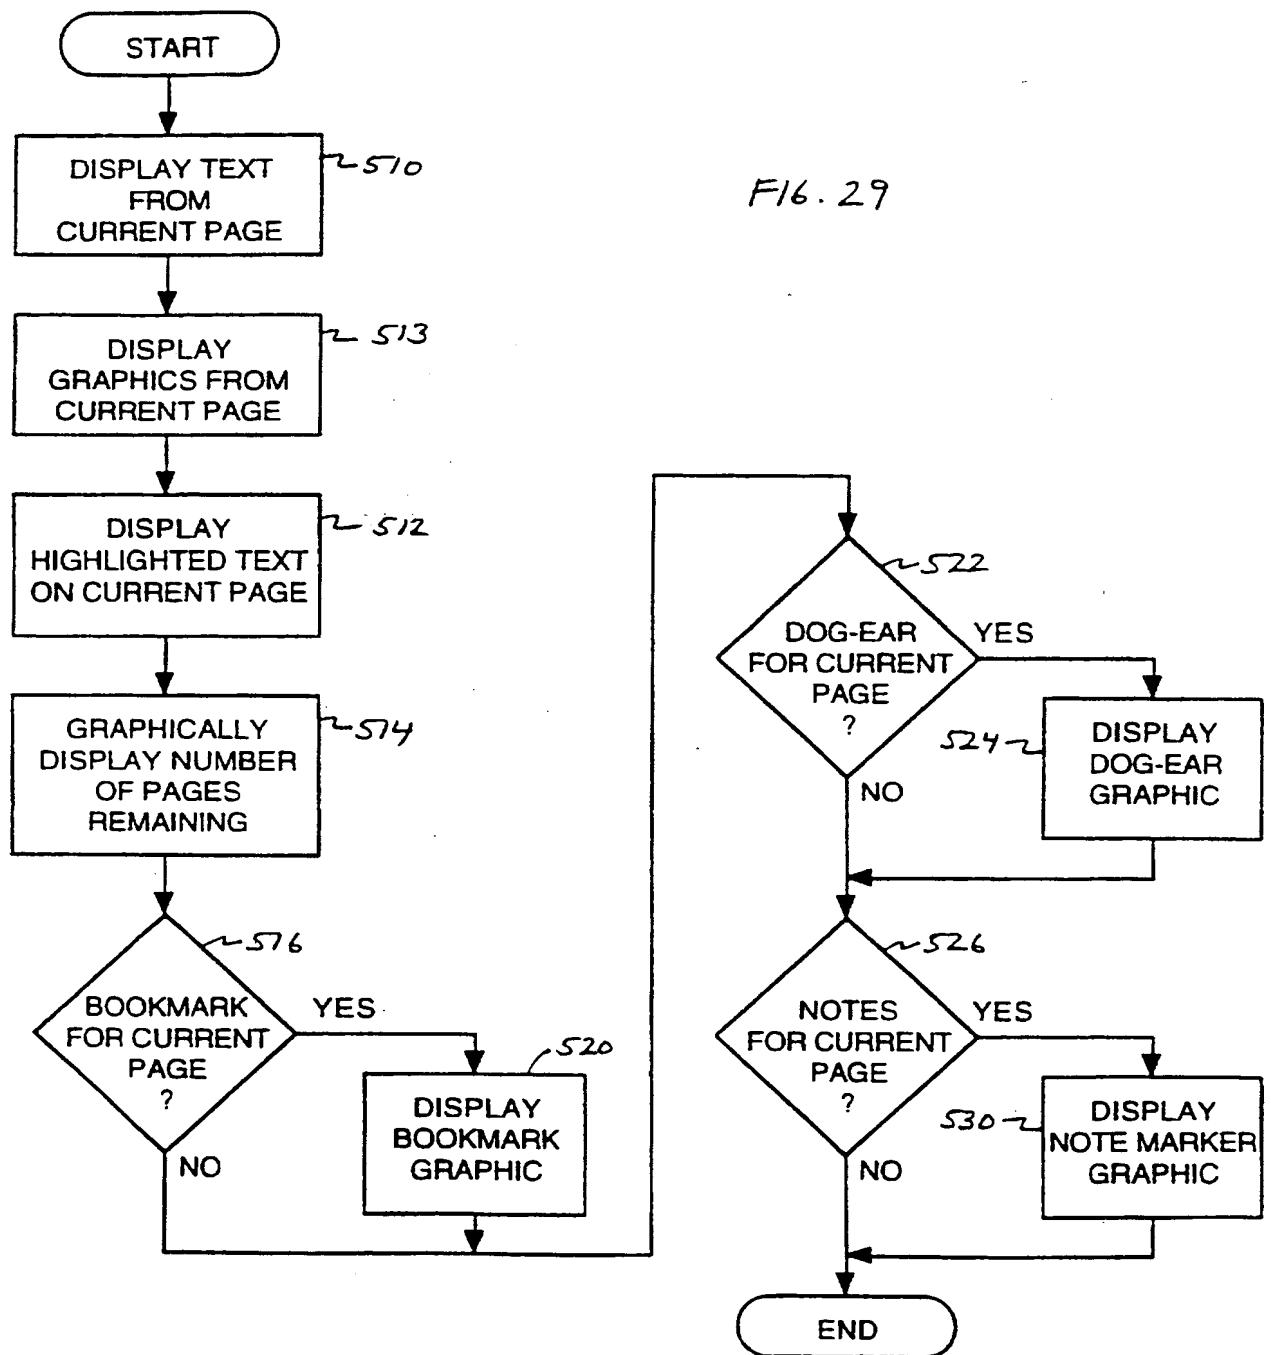 START
DISPLAY TEXT
FROM
CURRENT PAGE
510
FIG. 29
DISPLAY
GRAPHICS FROM
CURRENT PAGE
513
DISPLAY
HIGHLIGHTED TEXT
ON CURRENT PAGE
512
GRAPHICALLY
DISPLAY NUMBER
OF PAGES
REMAINING
514
BOOKMARK
FOR CURRENT
PAGE
?
516
YES
NO
DISPLAY
BOOKMARK
GRAPHIC
520
DOG-EAR
FOR CURRENT
PAGE
?
522
YES
NO
DISPLAY
DOG-EAR
GRAPHIC
524
NOTES
FOR CURRENT
PAGE
?
526
YES
NO
DISPLAY
NOTE MARKER
GRAPHIC
530
END